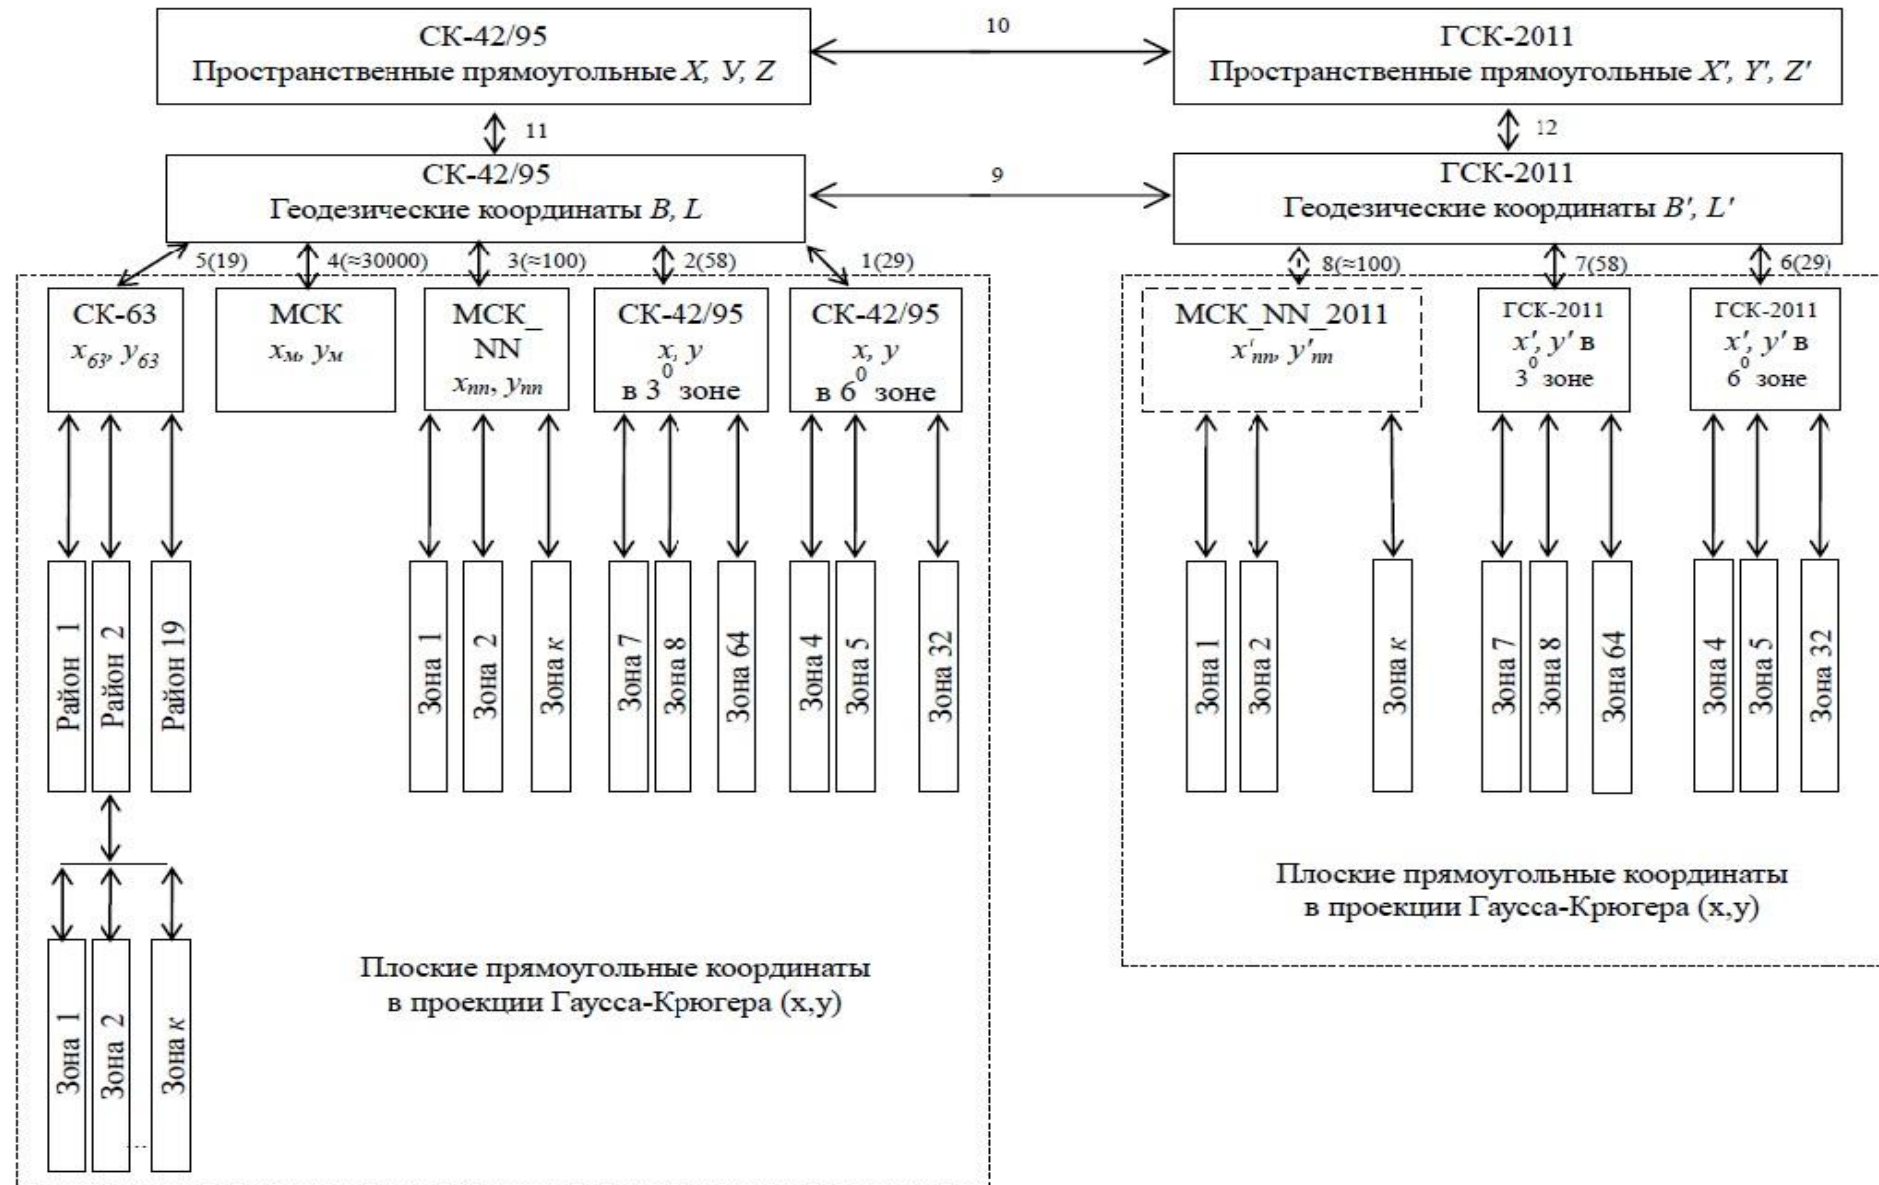 СК-42/95
Пространственные прямоугольные X, У, Z
10
ГСК-2011
Пространственные прямоугольные X', Y', Z'
11
12
СК-42/95
Геодезические координаты B, L
9
ГСК-2011
Геодезические координаты B', L'
5(19)
4(≈30000)
3(≈100)
2(58)
1(29)
8(≈100)
7(58)
6(29)
СК-63
x63, y63
МСК
xм, yм
МСК_
NN
xnn, ynn
СК-42/95
x, y
в 3⁰ зоне
СК-42/95
x, y
в 6⁰ зоне
МСК_NN_2011
x'nn, y'nn
ГСК-2011
x', y' в
3⁰ зоне
ГСК-2011
x', y' в
6⁰ зоне
Район 1
Район 2
Район 19
Зона 1
Зона 2
Зона к
Зона 7
Зона 8
Зона 64
Зона 4
Зона 5
Зона 32
Зона 1
Зона 2
Зона к
Зона 7
Зона 8
Зона 64
Зона 4
Зона 5
Зона 32
Плоские прямоугольные координаты
в проекции Гаусса-Крюгера (х,у)
Зона 1
Зона 2
...
Зона к
Плоские прямоугольные координаты
в проекции Гаусса-Крюгера (х,у)